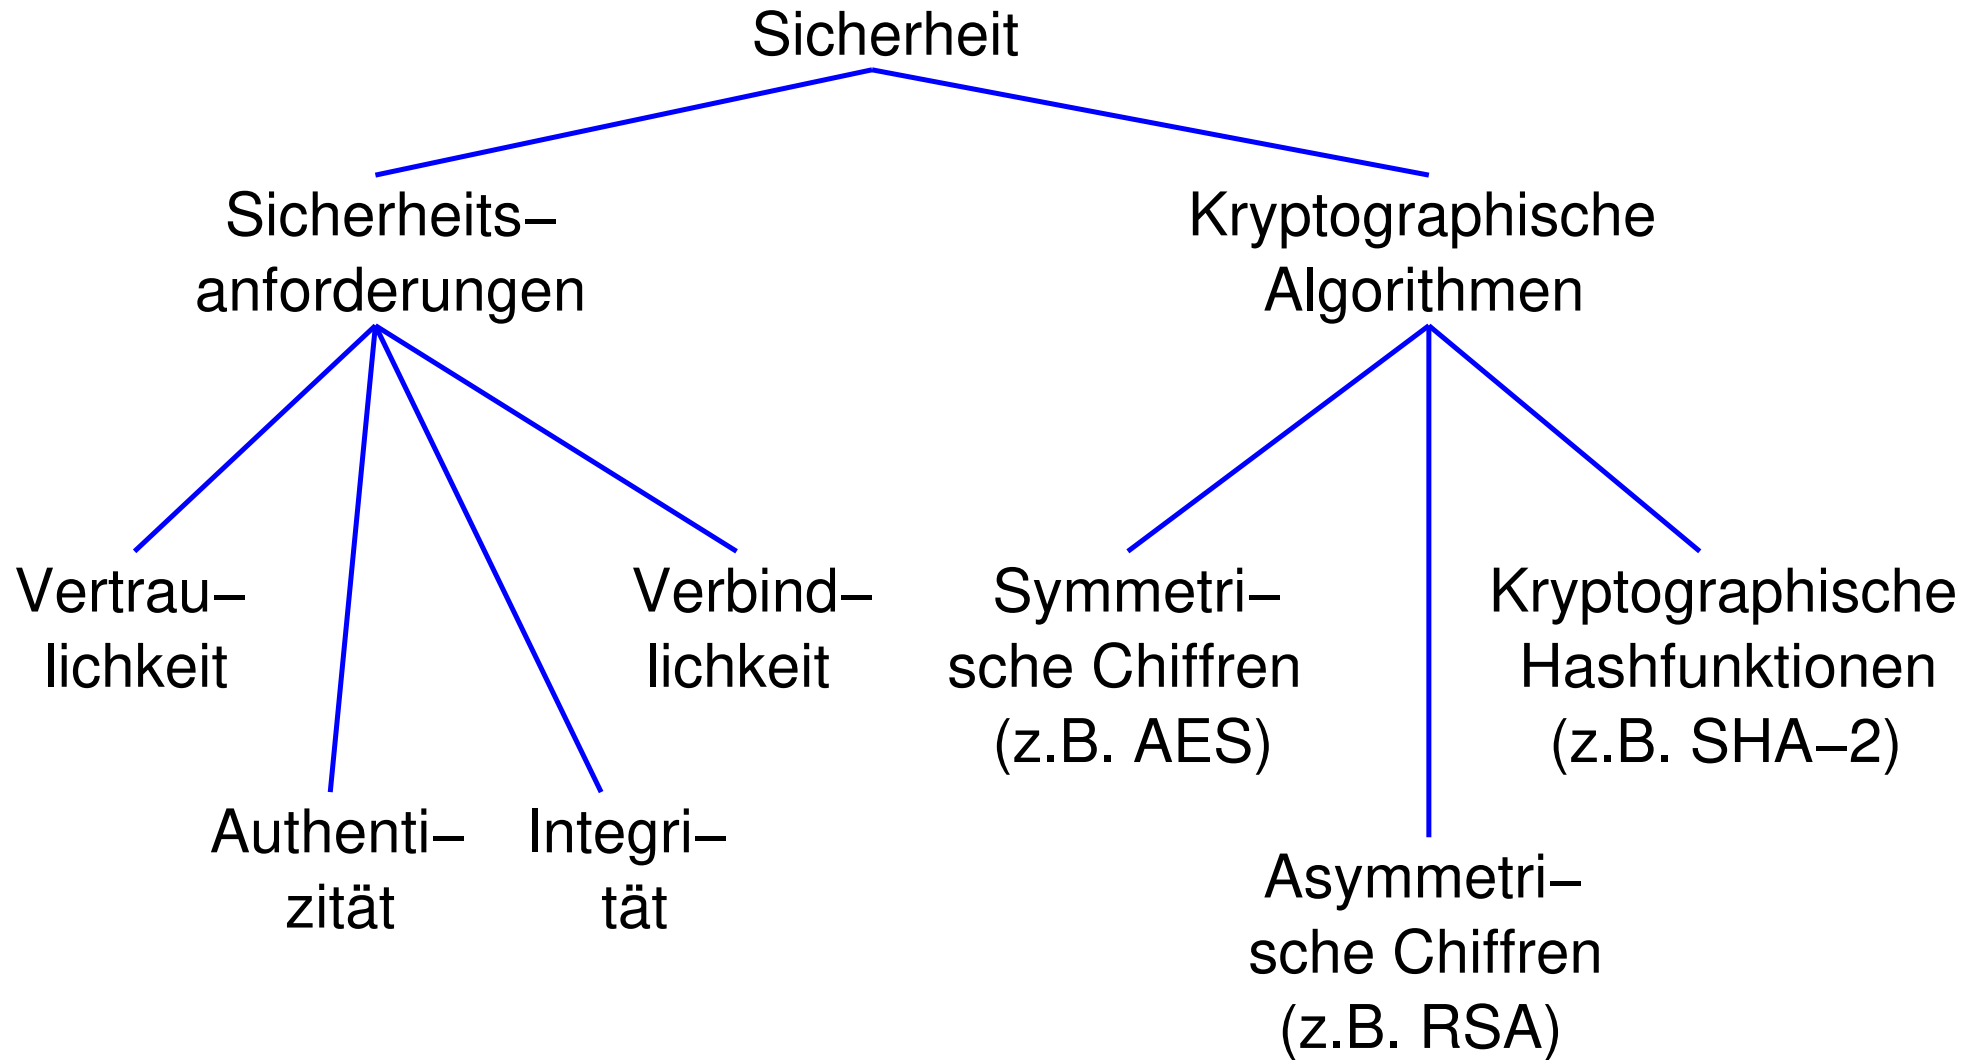 Sicherheit
Sicherheits–
anforderungen
Kryptographische
Algorithmen
Vertrau–
lichkeit
Authenti–
zität
Integri–
tät
Verbind–
lichkeit
Symmetri–
sche Chiffren
(z.B. AES)
Asymmetri–
sche Chiffren
(z.B. RSA)
Kryptographische
Hashfunktionen
(z.B. SHA–2)